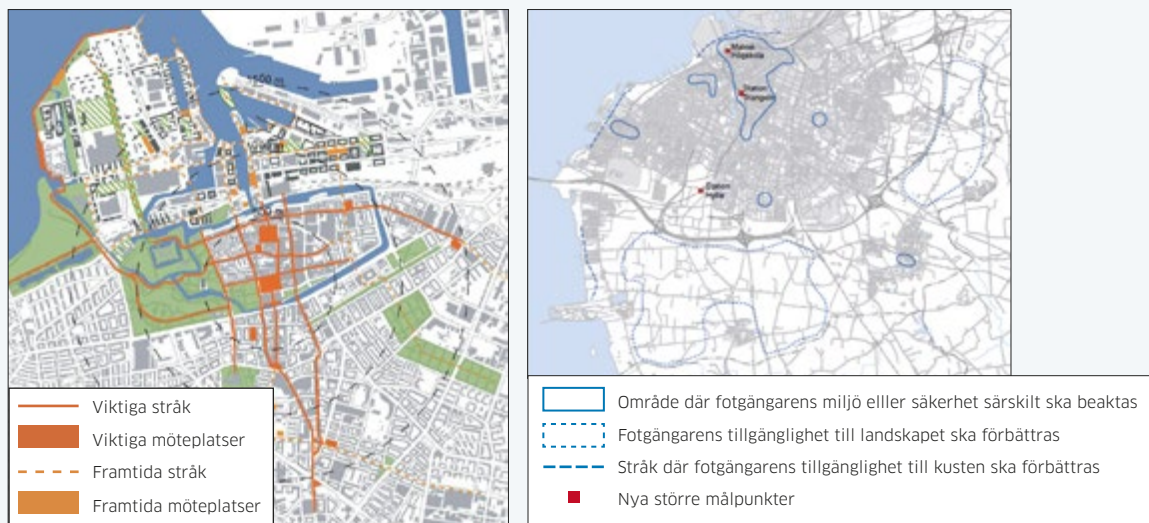 1500 m
Malmö
Högskola
Station
Triangeln
Station
Hyllie
Viktiga stråk
Viktiga möteplatser
Framtida stråk
Framtida möteplatser
Område där fotgängarens miljö elller säkerhet särskilt ska beaktas
Fotgängarens tillgänglighet till landskapet ska förbättras
Stråk där fotgängarens tillgänglighet till kusten ska förbättras
Nya större målpunkter